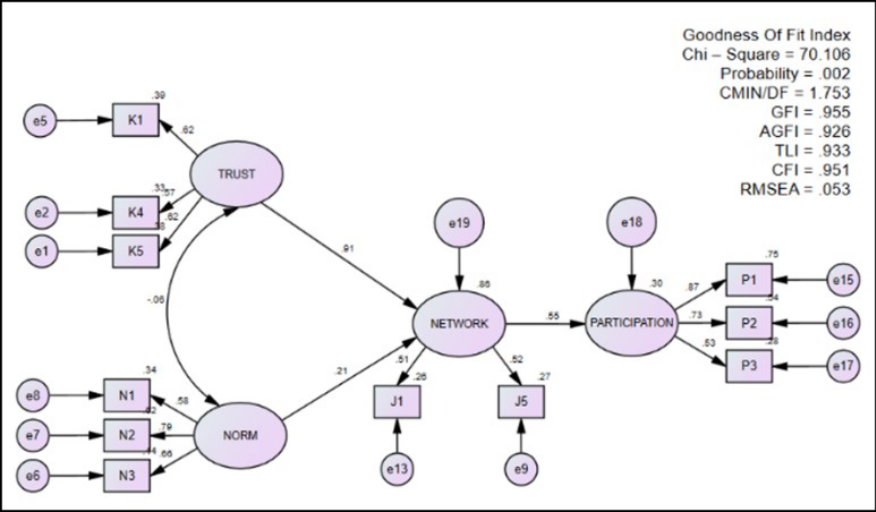 Goodness Of Fit Index
Chi – Square = 70.106
Probability = .002
CMIN/DF = 1.753
GFI = .955
AGFI = .926
TLI = .933
CFI = .951
RMSEA = .053
.39
e5
K1
.62
TRUST
.33
.57
e2
K4
.62
.38
e1
K5
.91
-.06
e19
e18
.86
.30
NETWORK
.55
PARTICIPATION
.75
.87
P1
e15
.54
.73
P2
e16
.28
.53
P3
e17
.21
.51
.26
.52
.27
J1
J5
e13
e9
.34
e8
N1
.58
.62
e7
N2
.79
NORM
.44
.66
e6
N3